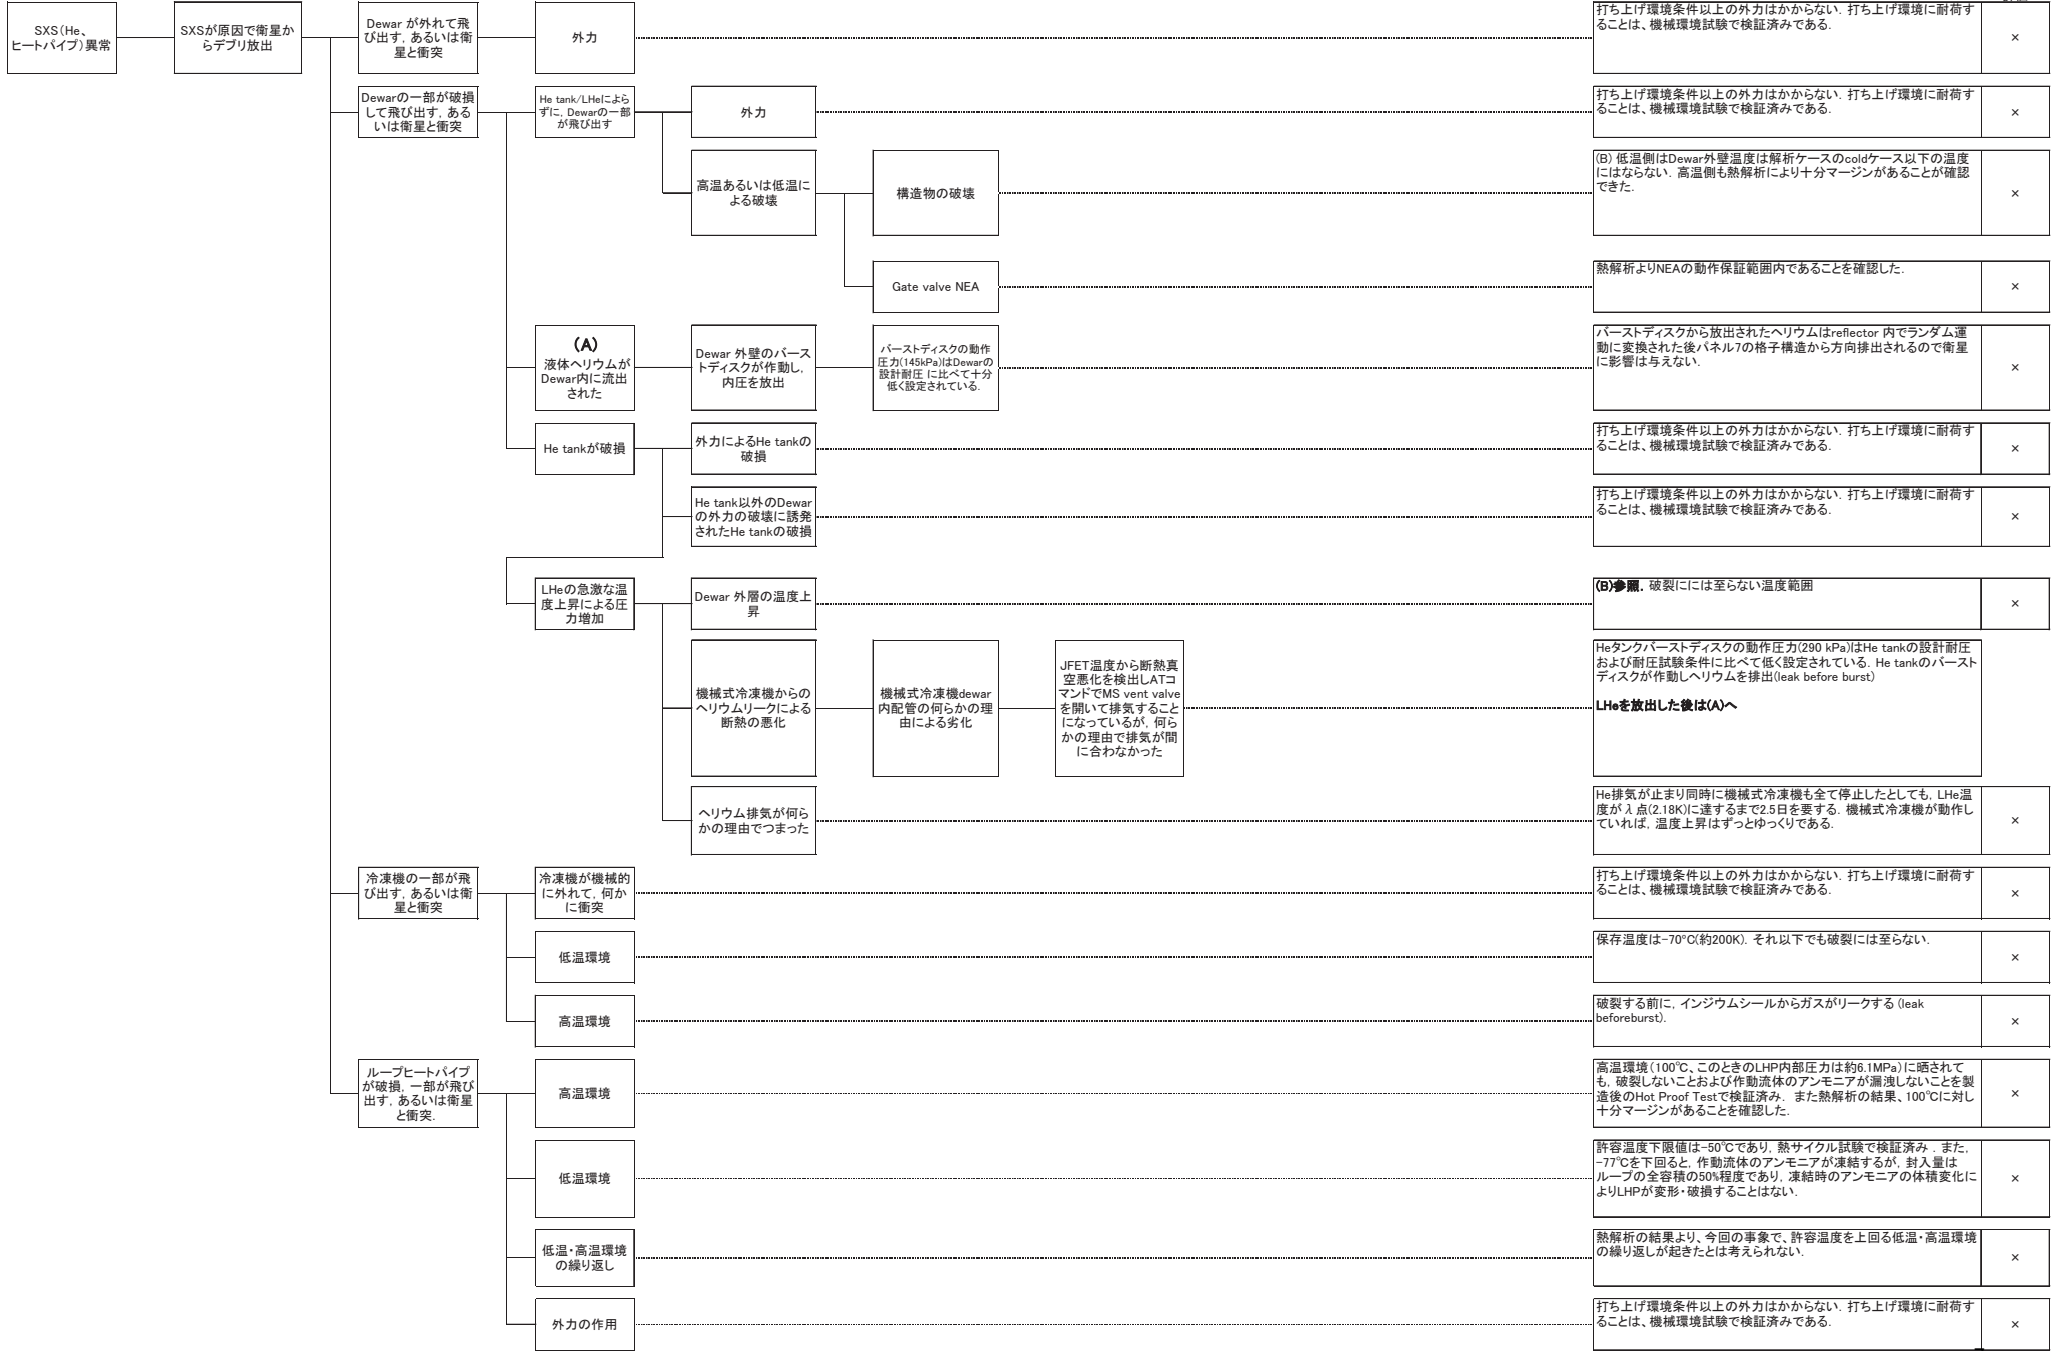 SXS(He、
ヒートパイプ)異常
SXSが原因で衛星か
らデブリ放出
Dewar が外れて飛
び出す, あるいは衛
星と衝突
外力
打ち上げ環境条件以上の外力はかからない. 打ち上げ環境に耐荷す
ることは、機械環境試験で検証済みである.
×
Dewarの一部が破損
して飛び出す, ある
いは衛星と衝突
He tank/LHeによら
ずに, Dewarの一部
が飛び出す
外力
打ち上げ環境条件以上の外力はかからない. 打ち上げ環境に耐荷す
ることは、機械環境試験で検証済みである.
×
高温あるいは低温に
よる破壊
構造物の破壊
(B) 低温側はDewar外壁温度は解析ケースのcoldケース以下の温度
にはならない. 高温側も熱解析により十分マージンがあることが確認
できた.
×
Gate valve NEA
熱解析よりNEAの動作保証範囲内であることを確認した.
×
(A)
液体ヘリウムが
Dewar内に流出
された
Dewar 外壁のバース
トディスクが作動し,
内圧を放出
バーストディスクの動作
圧力(145kPa)はDewarの
設計耐圧 に比べて十分
低く設定されている.
バーストディスクから放出されたヘリウムはreflector 内でランダム運
動に変換された後パネル7の格子構造から方向排出されるので衛星
に影響は与えない.
×
He tankが破損
外力によるHe tankの
破損
打ち上げ環境条件以上の外力はかからない. 打ち上げ環境に耐荷す
ることは、機械環境試験で検証済みである.
×
He tank以外のDewar
の外力の破壊に誘発
されたHe tankの破損
打ち上げ環境条件以上の外力はかからない. 打ち上げ環境に耐荷す
ることは、機械環境試験で検証済みである.
×
LHeの急激な温
度上昇による圧
力増加
Dewar 外層の温度上
昇
(B)参照. 破裂にには至らない温度範囲
×
機械式冷凍機からの
ヘリウムリークによる
断熱の悪化
機械式冷凍機dewar
内配管の何らかの理
由による劣化
JFET温度から断熱真
空悪化を検出しATコ
マンドでMS vent valve
を開いて排気すること
になっているが, 何ら
かの理由で排気が間
に合わなかった
Heタンクバーストディスクの動作圧力(290 kPa)はHe tankの設計耐圧
および耐圧試験条件に比べて低く設定されている. He tankのバースト
ディスクが作動しヘリウムを排出(leak before burst)
LHeを放出した後は(A)へ
ヘリウム排気が何ら
かの理由でつまった
He排気が止まり同時に機械式冷凍機も全て停止したとしても, LHe温
度がλ点(2.18K)に達するまで2.5日を要する. 機械式冷凍機が動作し
ていれば, 温度上昇はずっとゆっくりである.
×
冷凍機の一部が飛
び出す, あるいは衛
星と衝突
冷凍機が機械的
に外れて, 何か
に衝突
打ち上げ環境条件以上の外力はかからない. 打ち上げ環境に耐荷す
ることは、機械環境試験で検証済みである.
×
低温環境
保存温度は-70°C(約200K). それ以下でも破裂には至らない.
×
高温環境
破裂する前に, インジウムシールからガスがリークする (leak
beforeburst).
×
ループヒートパイプ
が破損, 一部が飛び
出す, あるいは衛星
と衝突.
高温環境
高温環境(100℃、このときのLHP内部圧力は約6.1MPa)に晒されて
も, 破裂しないことおよび作動流体のアンモニアが漏洩しないことを製
造後のHot Proof Testで検証済み. また熱解析の結果、100℃に対し
十分マージンがあることを確認した.
×
低温環境
許容温度下限値は-50℃であり, 熱サイクル試験で検証済み . また,
-77℃を下回ると, 作動流体のアンモニアが凍結するが, 封入量は
ループの全容積の50%程度であり, 凍結時のアンモニアの体積変化に
よりLHPが変形・破損することはない.
×
低温・高温環境
の繰り返し
熱解析の結果より、今回の事象で、許容温度を上回る低温・高温環境
の繰り返しが起きたとは考えられない.
×
外力の作用
打ち上げ環境条件以上の外力はかからない. 打ち上げ環境に耐荷す
ることは、機械環境試験で検証済みである.
×